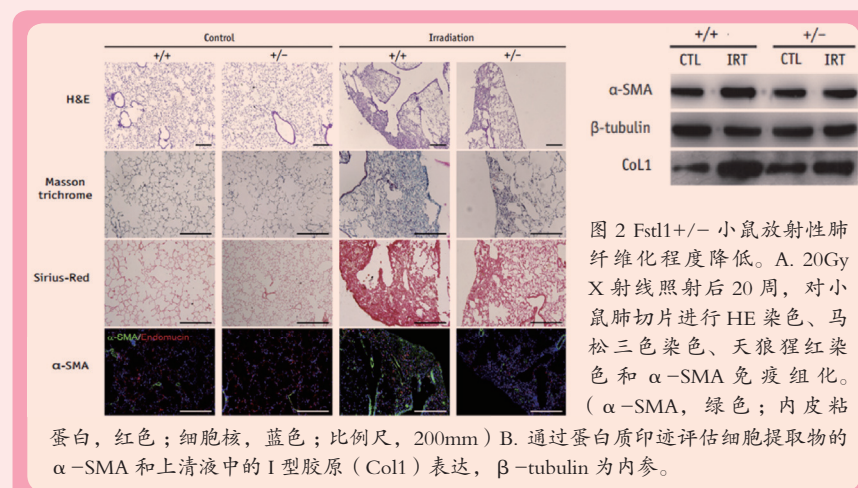 Control Irradiation
+/+ +/- +/+ +/-
H&E
Masson
trichrome
Sirius-Red
α-SMA
α-SMA/Endomucin
+/+ +/-
CTL IRT CTL IRT
α-SMA
β-tubulin
CoL1
图 2 Fstl1+/− 小鼠放射性肺
纤维化程度降低。A. 20Gy
X 射线照射后 20 周，对小
鼠肺切片进行 HE 染色、马
松三色染色、天狼猩红染
色和 α-SMA 免疫组化。
（α-SMA，绿色；内皮粘
蛋白，红色；细胞核，蓝色；比例尺，200mm）B. 通过蛋白质印迹评估细胞提取物的
α-SMA 和上清液中的 I 型胶原（Col1）表达，β-tubulin 为内参。